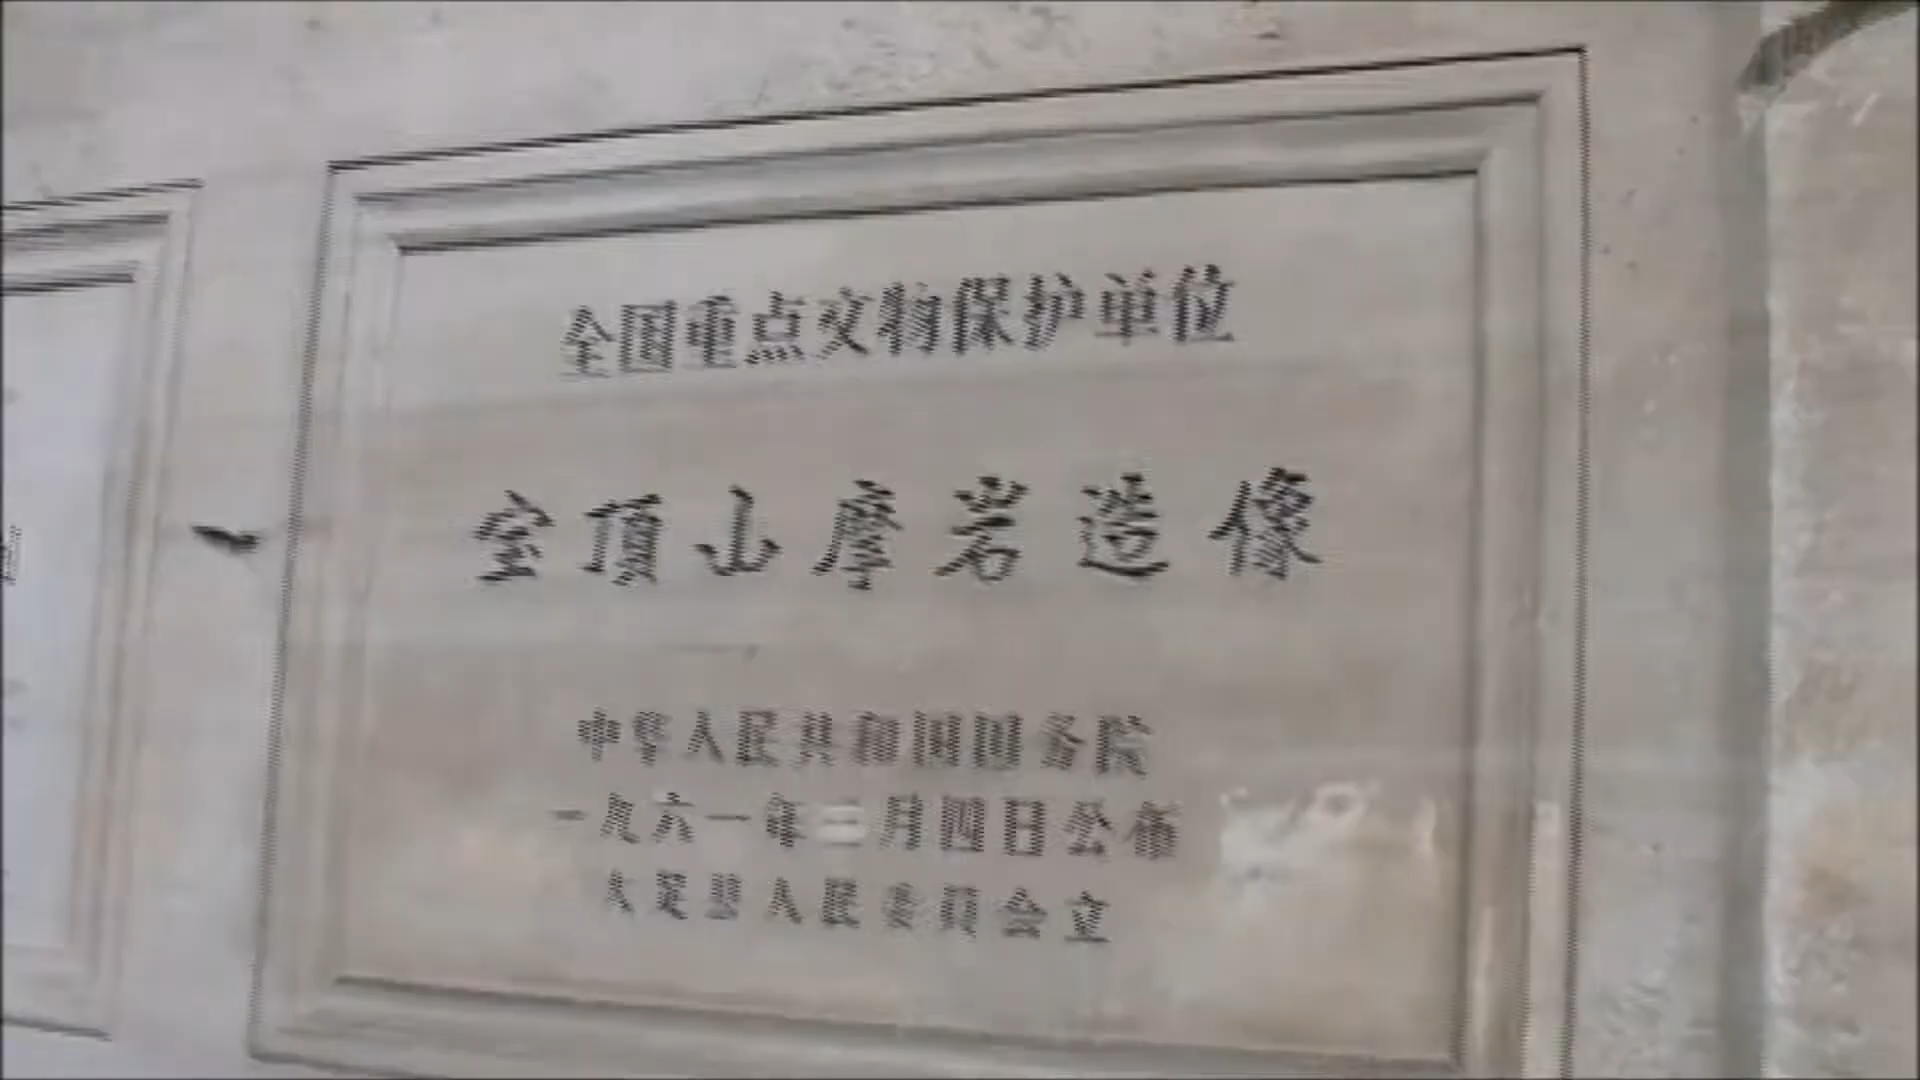 全国重点文物保护单位
宝顶山摩岩造像
中华人民共和国国务院
一九六一年三月四日公布
大足县人民委员会立